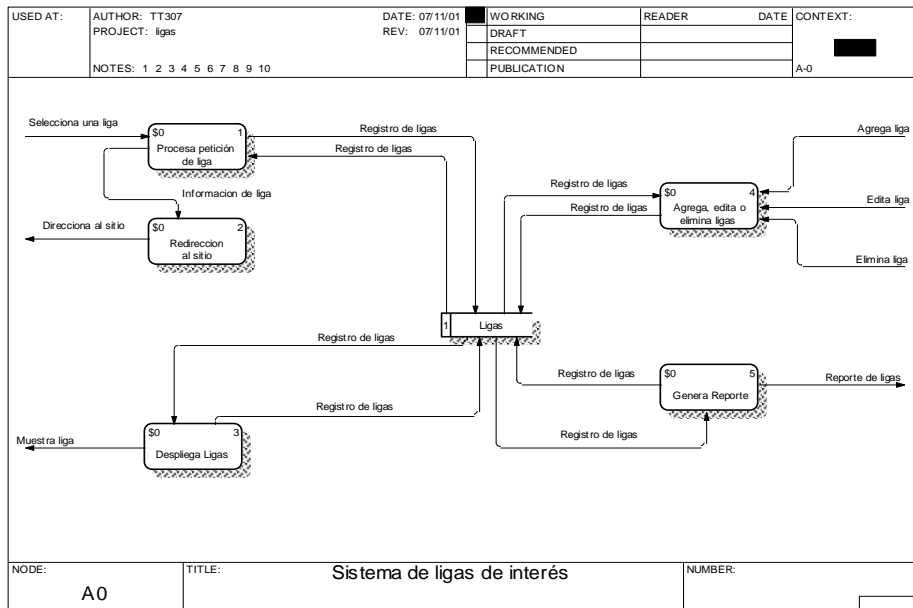 USED AT:
AUTHOR: TT307
DATE: 07/11/01
PROJECT: ligas
REV: 07/11/01
NOTES: 1 2 3 4 5 6 7 8 9 10
WORKING
DRAFT
RECOMMENDED
PUBLICATION
READER
DATE
CONTEXT:
A-0
Selecciona una liga
$0
1
Procesa petición
de liga
Registro de ligas
Registro de ligas
Informacion de liga
Direcciona al sitio
$0
2
Redireccion
al sitio
Agrega liga
Registro de ligas
Registro de ligas
$0
4
Agrega, edita o
elimina ligas
Edita liga
Elimina liga
1
Ligas
Registro de ligas
Registro de ligas
Muestra liga
$0
3
Despliega Ligas
Registro de ligas
$0
5
Genera Reporte
Reporte de ligas
Registro de ligas
NODE:
A0
TITLE:
Sistema de ligas de interés
NUMBER: